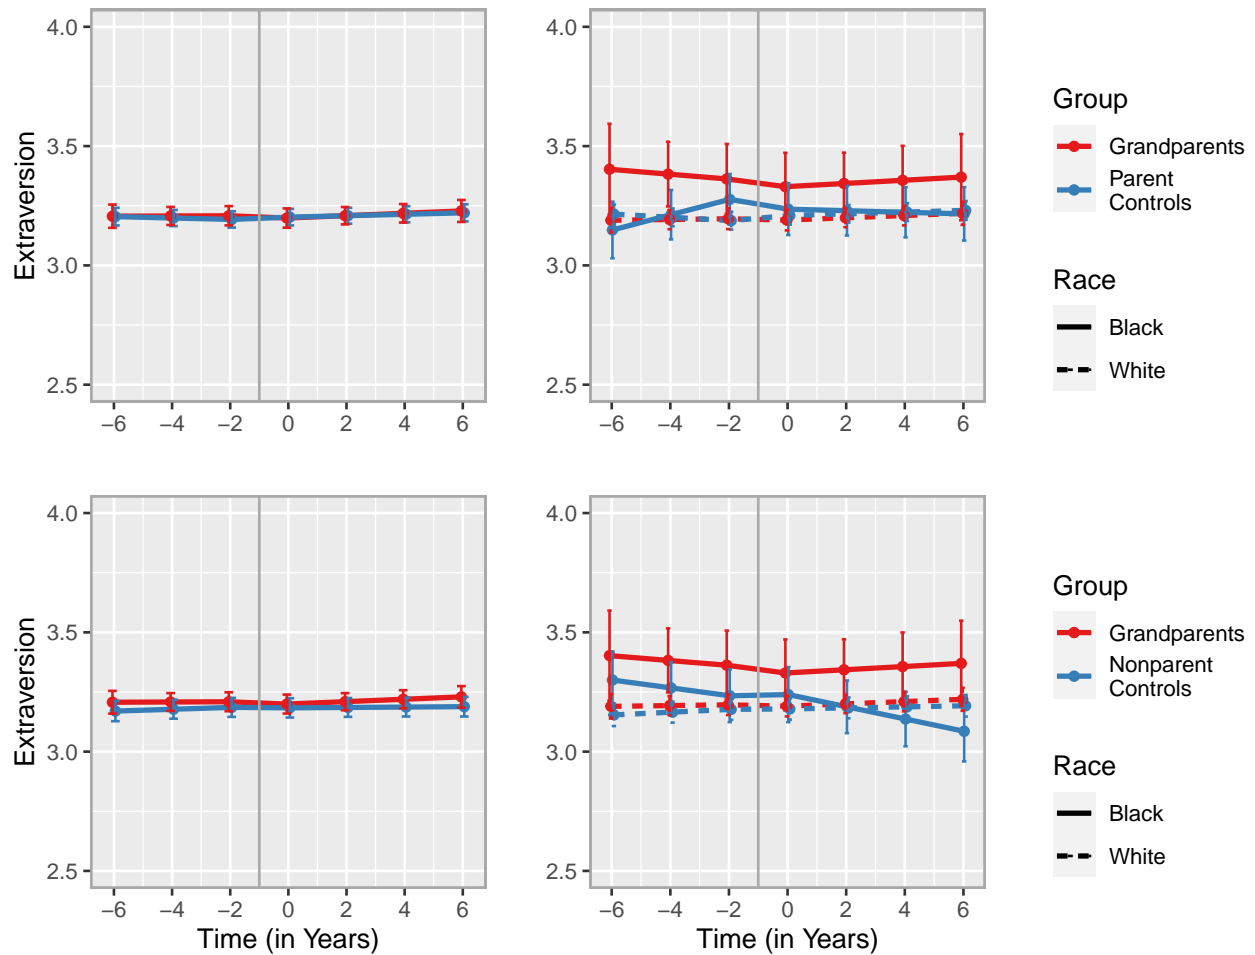 4.0
3.5
3.0
2.5
Extraversion
−6 −4 −2 0 2 4 6
4.0
3.5
3.0
2.5
−6 −4 −2 0 2 4 6
Group
Grandparents
Parent
Controls
Race
Black
White
4.0
3.5
3.0
2.5
Extraversion
−6 −4 −2 0 2 4 6
Time (in Years)
4.0
3.5
3.0
2.5
−6 −4 −2 0 2 4 6
Time (in Years)
Group
Grandparents
Nonparent
Controls
Race
Black
White